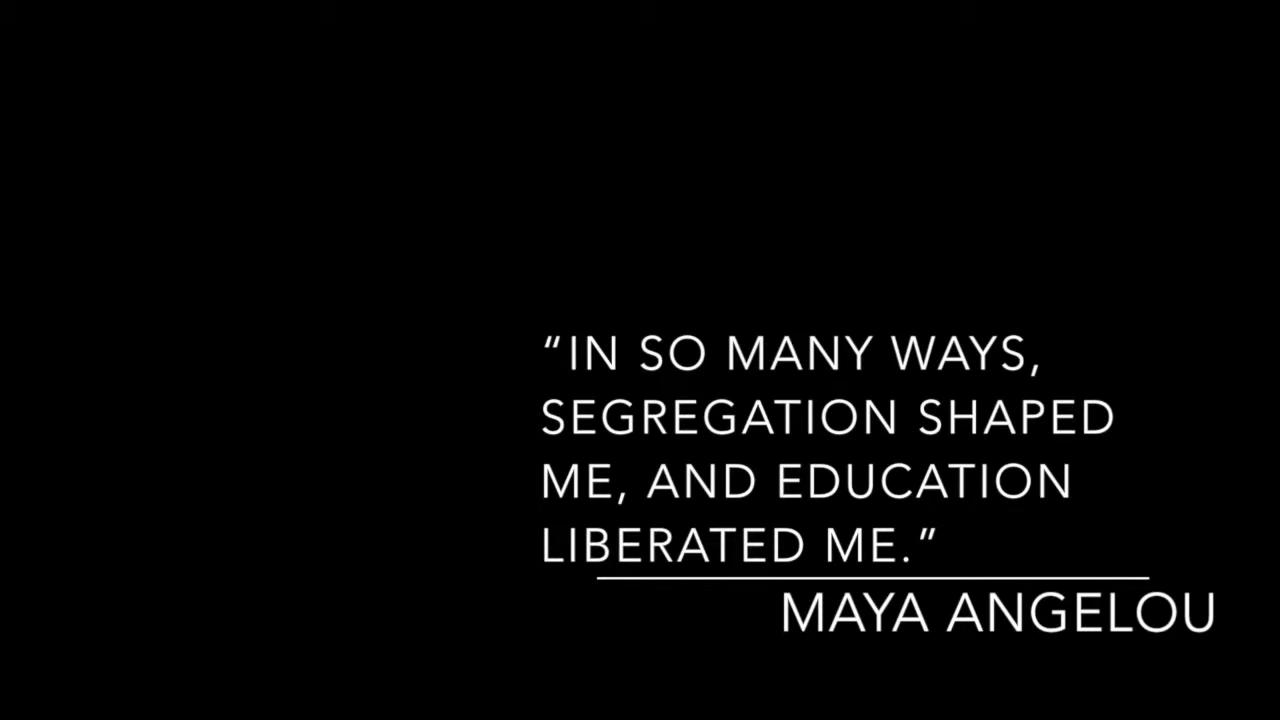 “IN SO MANY WAYS,
SEGREGATION SHAPED
ME, AND EDUCATION
LIBERATED ME.”
MAYA ANGELOU